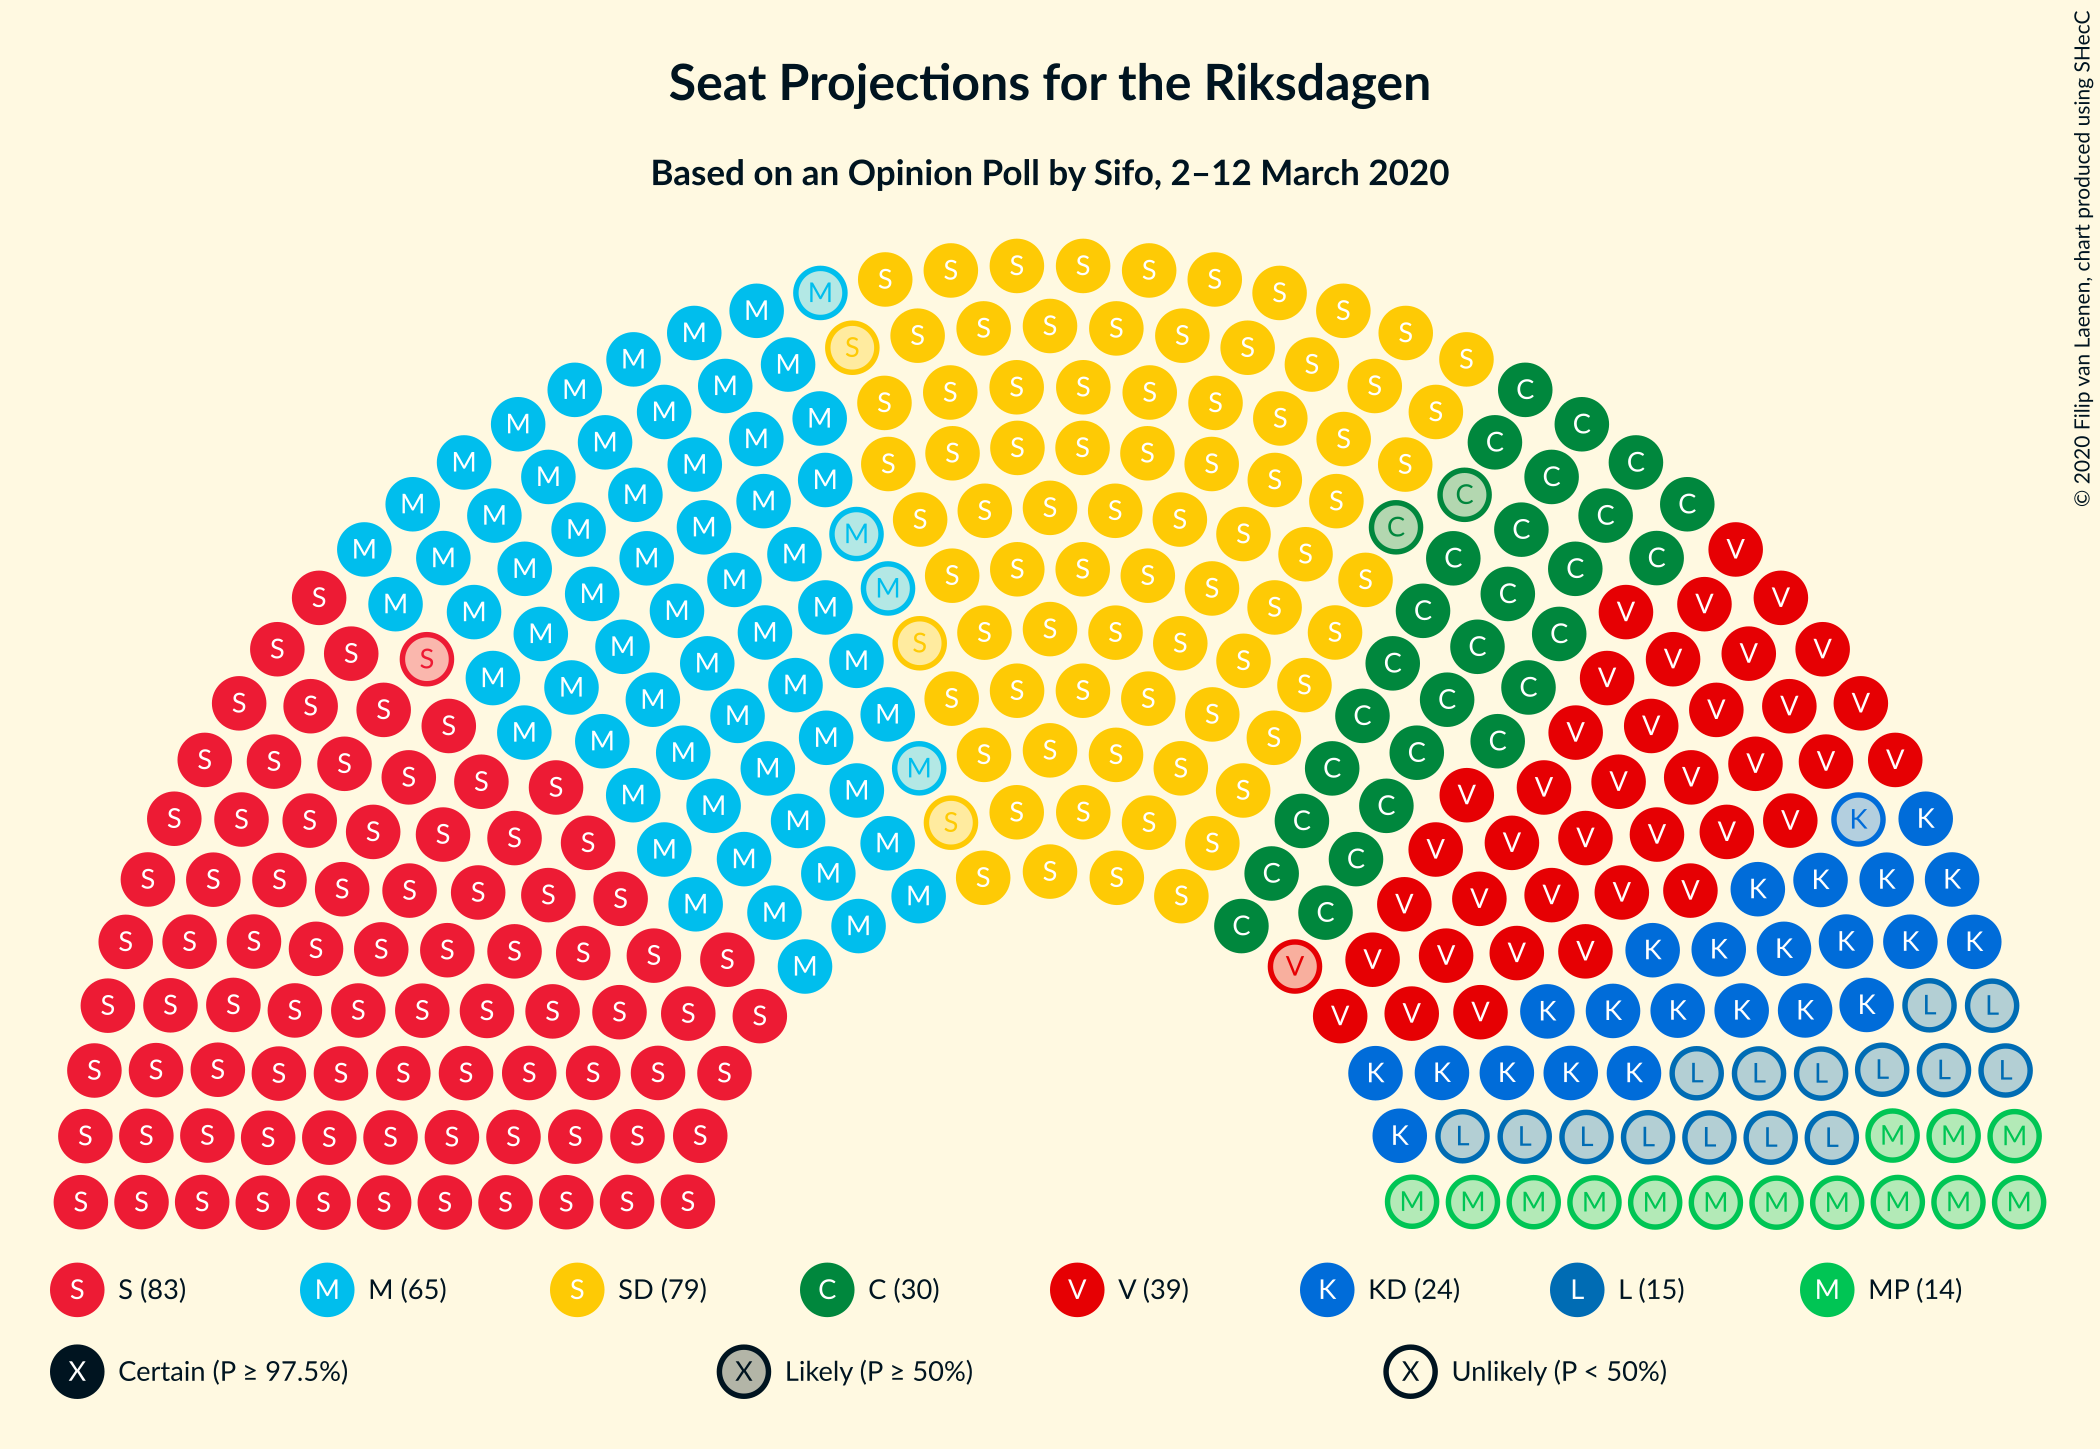 Seat Projections for the Riksdagen
Based on an Opinion Poll by Sifo, 2–12 March 2020
© 2020 Filip van Laenen, chart produced using SHecC
S S (83) M M (65) S SD (79) C C (30) V V (39) K KD (24) L L (15) M MP (14)
X Certain (P ≥ 97.5%) X Likely (P ≥ 50%) X Unlikely (P < 50%)